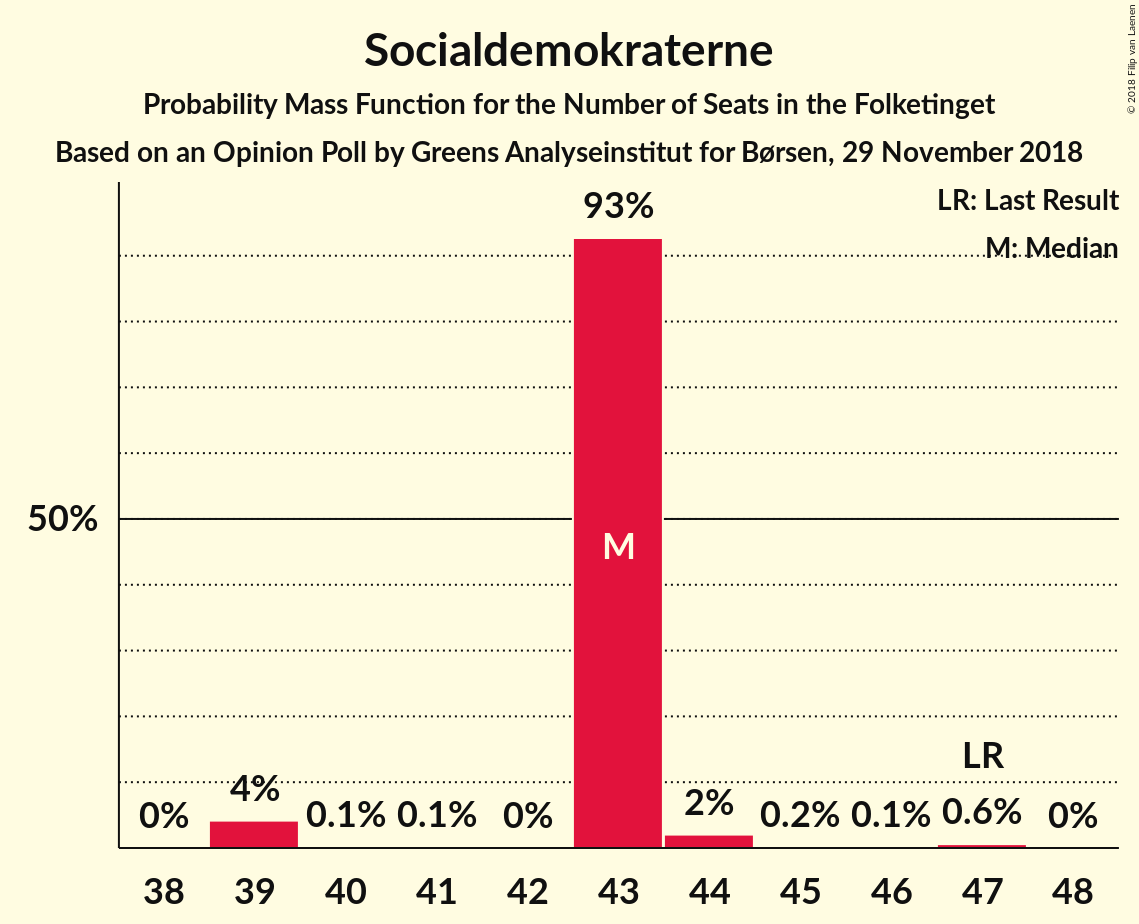 Socialdemokraterne
Probability Mass Function for the Number of Seats in the Folketinget
Based on an Opinion Poll by Greens Analyseinstitut for Børsen, 29 November 2018
© 2018 Filip van Laenen
LR: Last Result
M: Median
93%
50%
M
LR
0% 4% 0.1% 0.1% 0% 2% 0.2% 0.1% 0.6% 0%
38 39 40 41 42 43 44 45 46 47 48